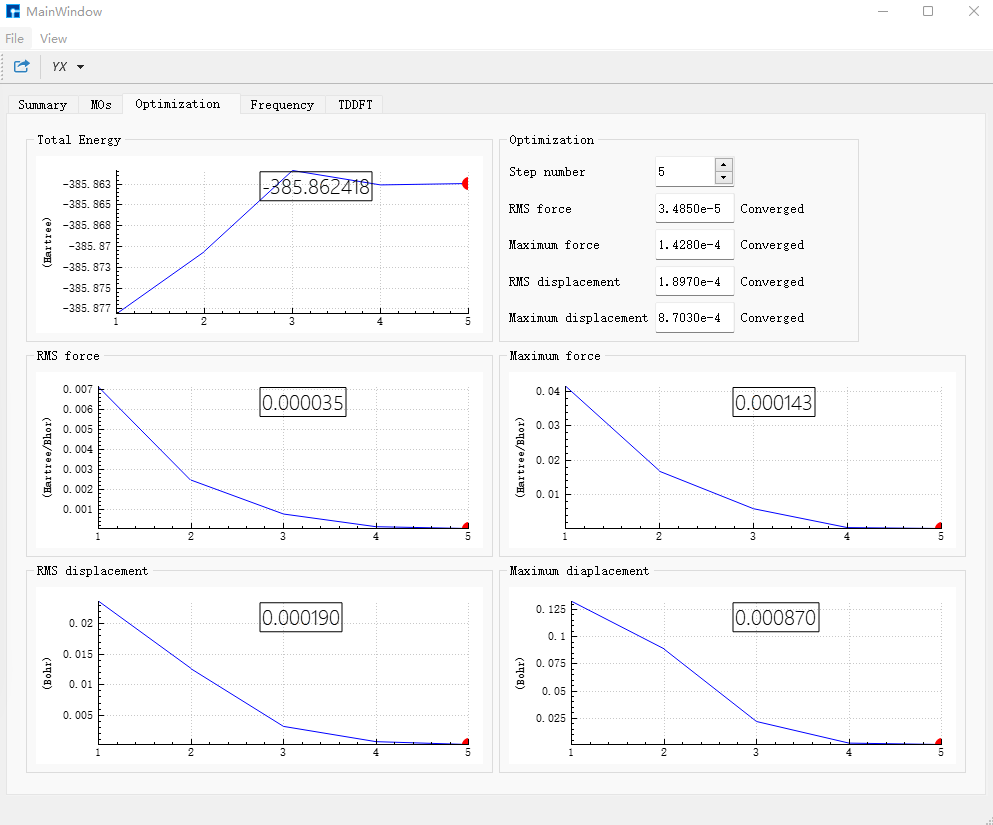 MainWindow
File View
YX
Summary MOs Optimization Frequency TDDFT
Total Energy
-385.862418
-385.863
-385.865
-385.868
-385.87
-385.873
-385.875
-385.877
(Hartree)
1 2 3 4 5
Optimization
Step number 5
RMS force 3.4850e-5 Converged
Maximum force 1.4280e-4 Converged
RMS displacement 1.8970e-4 Converged
Maximum displacement 8.7030e-4 Converged
RMS force
0.000035
0.007
0.006
0.005
0.004
0.003
0.002
0.001
(Hartree/Bhor)
1 2 3 4 5
Maximum force
0.000143
0.04
0.03
0.02
0.01
(Hartree/Bhor)
1 2 3 4 5
RMS displacement
0.000190
0.02
0.015
0.01
0.005
(Bohr)
1 2 3 4 5
Maximum diaplacement
0.000870
0.125
0.1
0.075
0.05
0.025
(Bohr)
1 2 3 4 5